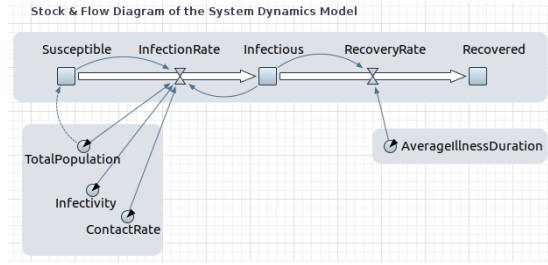 Stock & Flow Diagram of the System Dynamics Model
Susceptible InfectionRate Infectious RecoveryRate Recovered
TotalPopulation
AverageIllnessDuration
Infectivity
ContactRate